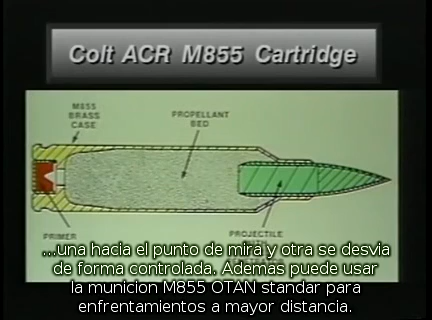 Colt ACR M855 Cartridge
M855
BRASS
CASE
PROPELLANT
BED
PRIMER
PROJECTILE
...una hacia el punto de mira y otra se desvia
de forma controlada. Ademas puede usar
la municion M855 OTAN standar para
enfrentamientos a mayor distancia.